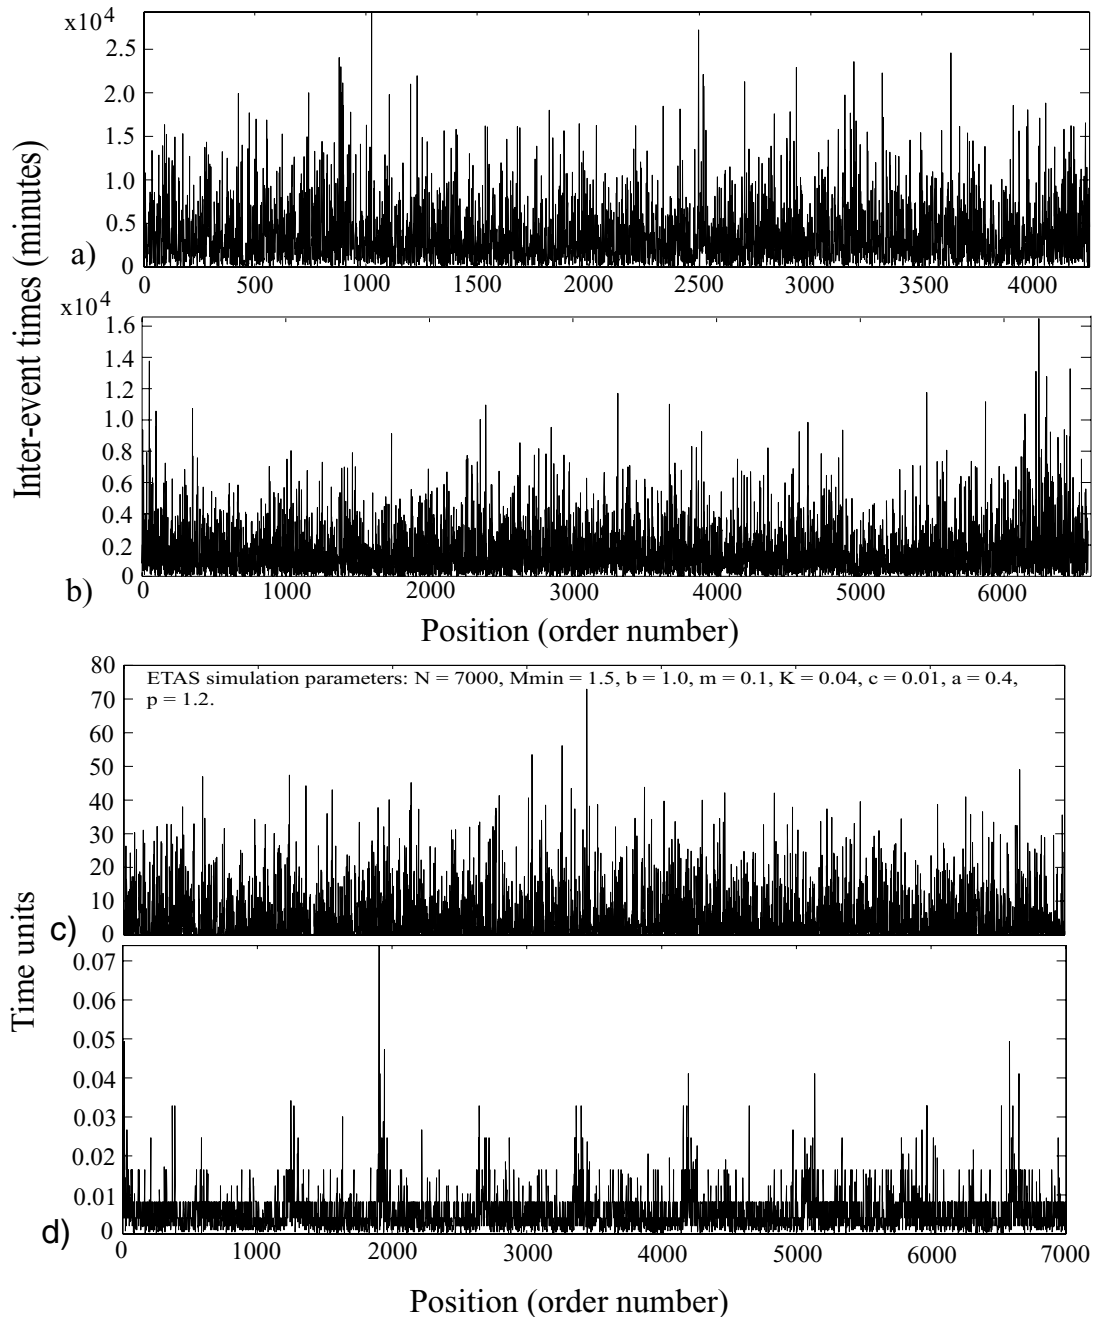 x10⁴
2.5
2.0
1.5
1.0
0.5
0
a)
0 500 1000 1500 2000 2500 3000 3500 4000
Inter-event times (minutes)
x10⁴
1.6
1.4
1.2
1.0
0.8
0.6
0.4
0.2
0
b)
0 1000 2000 3000 4000 5000 6000
Position (order number)
80
ETAS simulation parameters: N = 7000, Mmin = 1.5, b = 1.0, m = 0.1, K = 0.04, c = 0.01, a = 0.4,
p = 1.2.
70
60
50
40
30
20
10
0
c)
Time units
0.07
0.06
0.05
0.04
0.03
0.02
0.01
0
d)
0 1000 2000 3000 4000 5000 6000 7000
Position (order number)